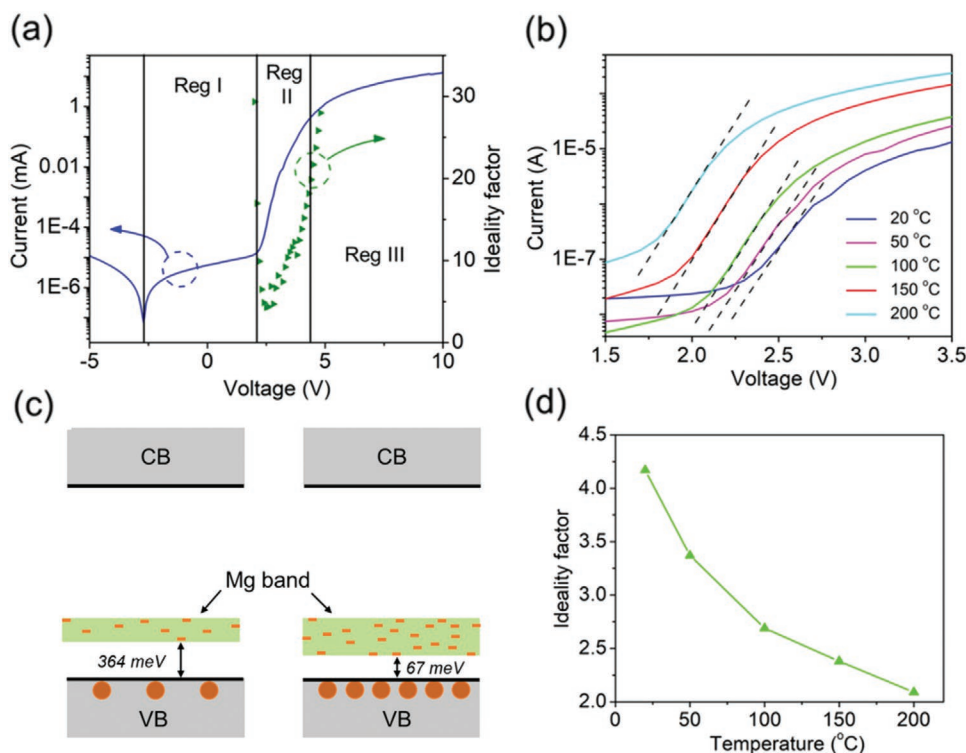 (a)
Current (mA)
1
0.01
1E-4
1E-6
Reg I
Reg
II
Reg III
30
20
10
0
Ideality factor
-5
0
5
10
Voltage (V)
(b)
Current (A)
1E-5
1E-7
20 °C
50 °C
100 °C
150 °C
200 °C
1.5
2.0
2.5
3.0
3.5
Voltage (V)
(c)
CB
CB
Mg band
364 meV
67 meV
VB
VB
(d)
Ideality factor
4.5
4.0
3.5
3.0
2.5
2.0
0
50
100
150
200
Temperature (°C)